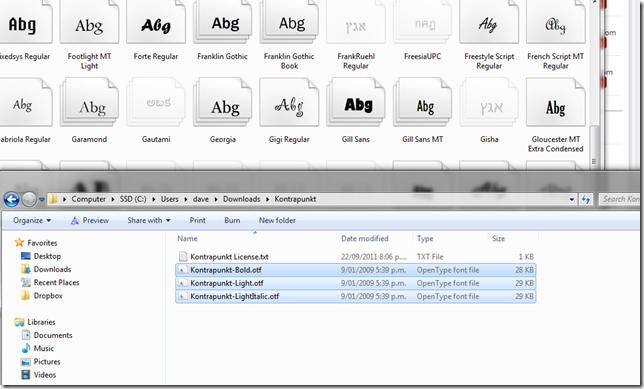 Abg Abg Abg Abg Abg אבץ Abg Abg
ixedsys Regular Footlight MT Light Forte Regular Franklin Gothic Franklin Gothic Book FrankRuehl Regular FreesiaUPC Freestyle Script Regular French Script MT Regular
om
Abg Abg Abg Abg Abg Abg אבץ Abg
abriola Regular Garamond Gautami Georgia Gigi Regular Gill Sans Gill Sans MT Gisha Gloucester MT Extra Condensed
Computer SSD (C:) Users dave Downloads Kontrapunkt Search Kon
Organize Preview Share with Print Burn New folder
Name Date modified Type Size
Favorites
Desktop
Downloads
Recent Places
Dropbox
Libraries
Documents
Music
Pictures
Videos
Kontrapunkt License.txt 22/09/2011 8:06 p.... TXT File 1 KB
Kontrapunkt-Bold.otf 9/01/2009 5:39 p.m. OpenType font file 28 KB
Kontrapunkt-Light.otf 9/01/2009 5:39 p.m. OpenType font file 29 KB
Kontrapunkt-LightItalic.otf 9/01/2009 5:39 p.m. OpenType font file 29 KB